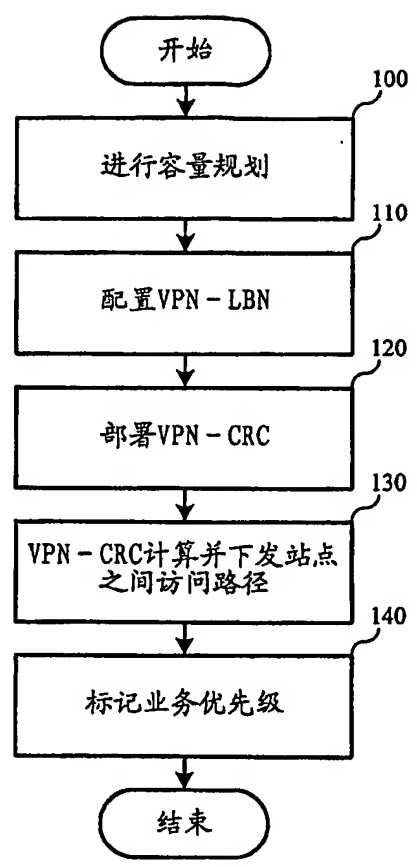 开始
100
进行容量规划
110
配置VPN-LBN
120
部署VPN-CRC
130
VPN-CRC计算并下发站点
之间访问路径
140
标记业务优先级
结束